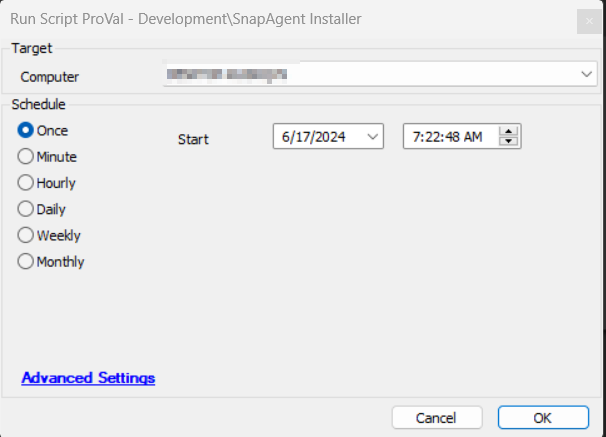 Run Script ProVal - Development\SnapAgent Installer
Target
Computer
Schedule
Once
Start 6/17/2024 7:22:48 AM
Minute
Hourly
Daily
Weekly
Monthly
Advanced Settings
Cancel OK